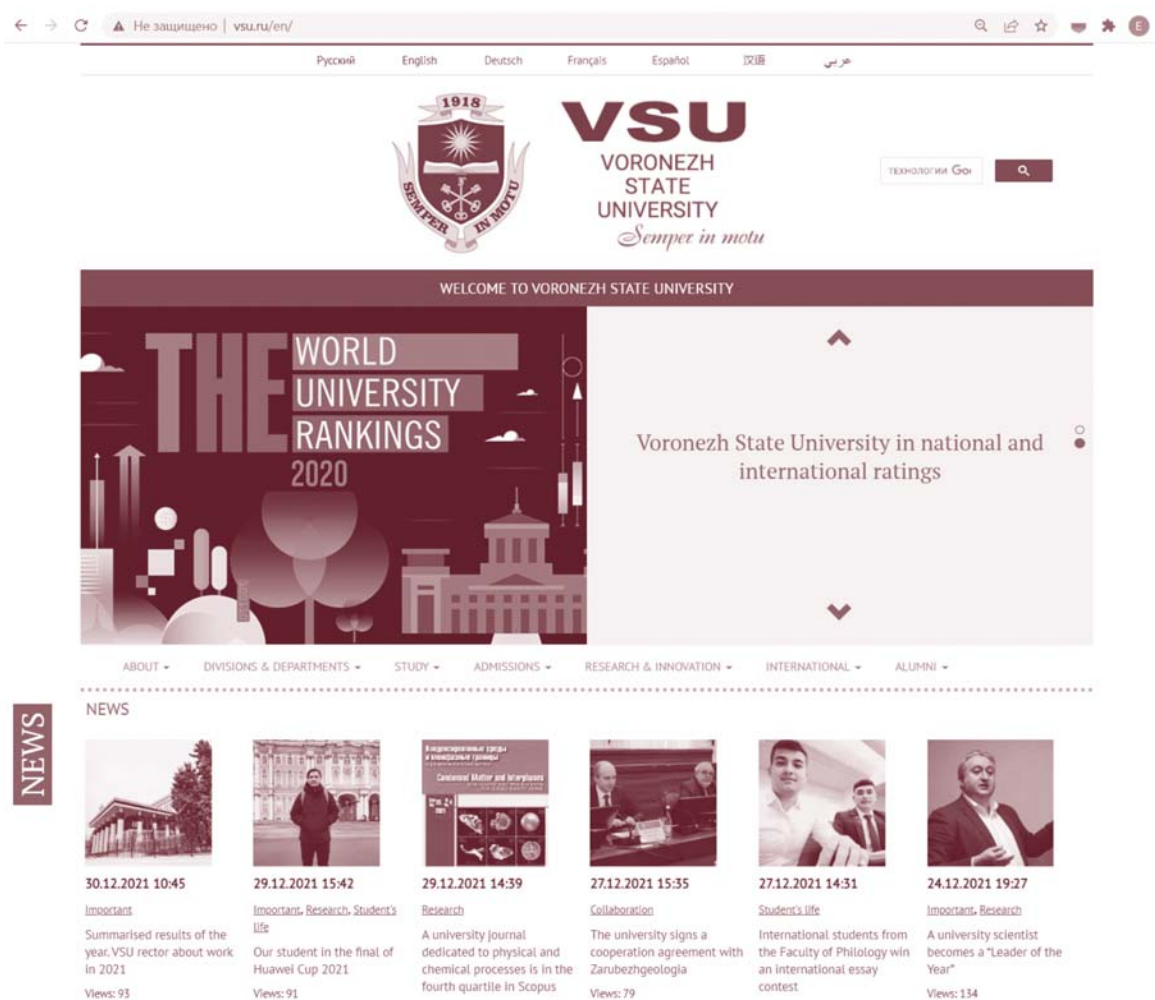 Не защищено | vsu.ru/en/
E
Русский English Deutsch Français Español 汉语 عربي
1918
SEMPER IN MOTU
VSU
VORONEZH
STATE
UNIVERSITY
Semper in motu
ТЕХНОЛОГИИ Goo
WELCOME TO VORONEZH STATE UNIVERSITY
THE WORLD
UNIVERSITY
RANKINGS
2020
Voronezh State University in national and
international ratings
ABOUT DIVISIONS & DEPARTMENTS STUDY ADMISSIONS RESEARCH & INNOVATION INTERNATIONAL ALUMNI
NEWS
NEWS
Конденсированные среды
и межфазные границы
Condensed Matter and Interphases
30.12.2021 10:45
Important
Summarised results of the
year. VSU rector about work
in 2021
Views: 93
29.12.2021 15:42
Important, Research, Student's
life
Our student in the final of
Huawei Cup 2021
Views: 91
29.12.2021 14:39
Research
A university journal
dedicated to physical and
chemical processes is in the
fourth quartile in Scopus
27.12.2021 15:35
Collaboration
The university signs a
cooperation agreement with
Zarubezhgeologia
Views: 79
27.12.2021 14:31
Student's life
International students from
the Faculty of Philology win
an international essay
contest
24.12.2021 19:27
Important, Research
A university scientist
becomes a "Leader of the
Year"
Views: 134